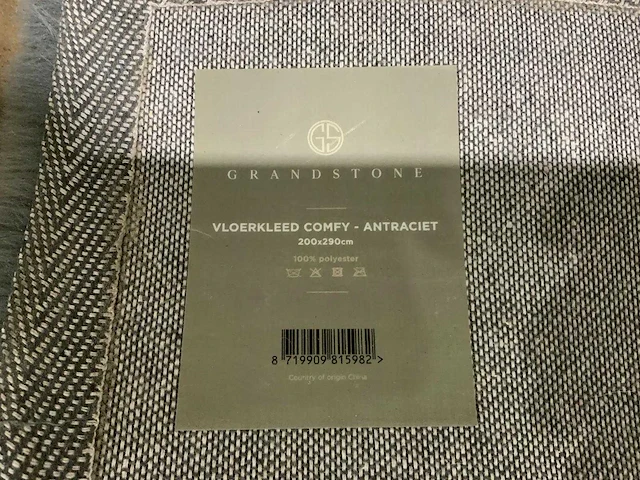 GS
GRANDSTONE
VLOERKLEED COMFY - ANTRACIET
200x290cm
100% polyester
8 719909 815982 >
Country of origin China